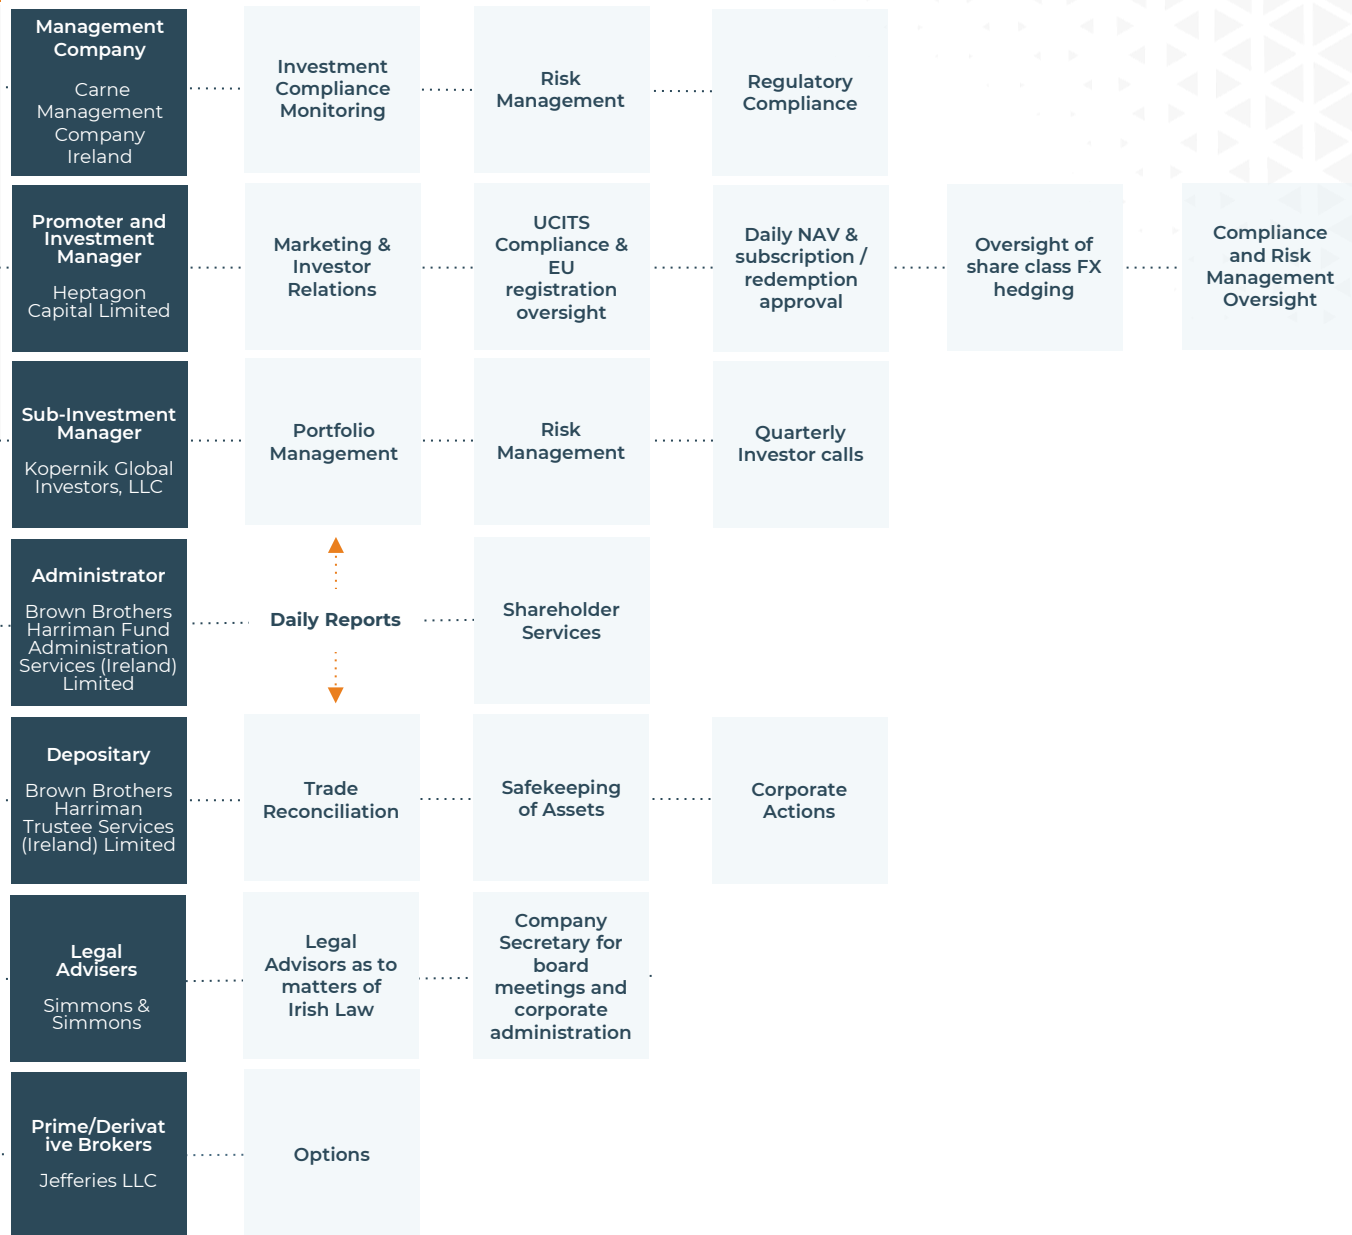 Management
Company
Carne
Management
Company
Ireland
Investment
Compliance
Monitoring
Risk
Management
Regulatory
Compliance
Promoter and
Investment
Manager
Heptagon
Capital Limited
Marketing &
Investor
Relations
UCITS
Compliance &
EU
registration
oversight
Daily NAV &
subscription /
redemption
approval
Oversight of
share class FX
hedging
Compliance
and Risk
Management
Oversight
Sub-Investment
Manager
Kopernik Global
Investors, LLC
Portfolio
Management
Risk
Management
Quarterly
Investor calls
Administrator
Brown Brothers
Harriman Fund
Administration
Services (Ireland)
Limited
Daily Reports
Shareholder
Services
Depositary
Brown Brothers
Harriman
Trustee Services
(Ireland) Limited
Trade
Reconciliation
Safekeeping
of Assets
Corporate
Actions
Legal
Advisers
Simmons &
Simmons
Legal
Advisors as to
matters of
Irish Law
Company
Secretary for
board
meetings and
corporate
administration
Prime/Derivat
ive Brokers
Jefferies LLC
Options